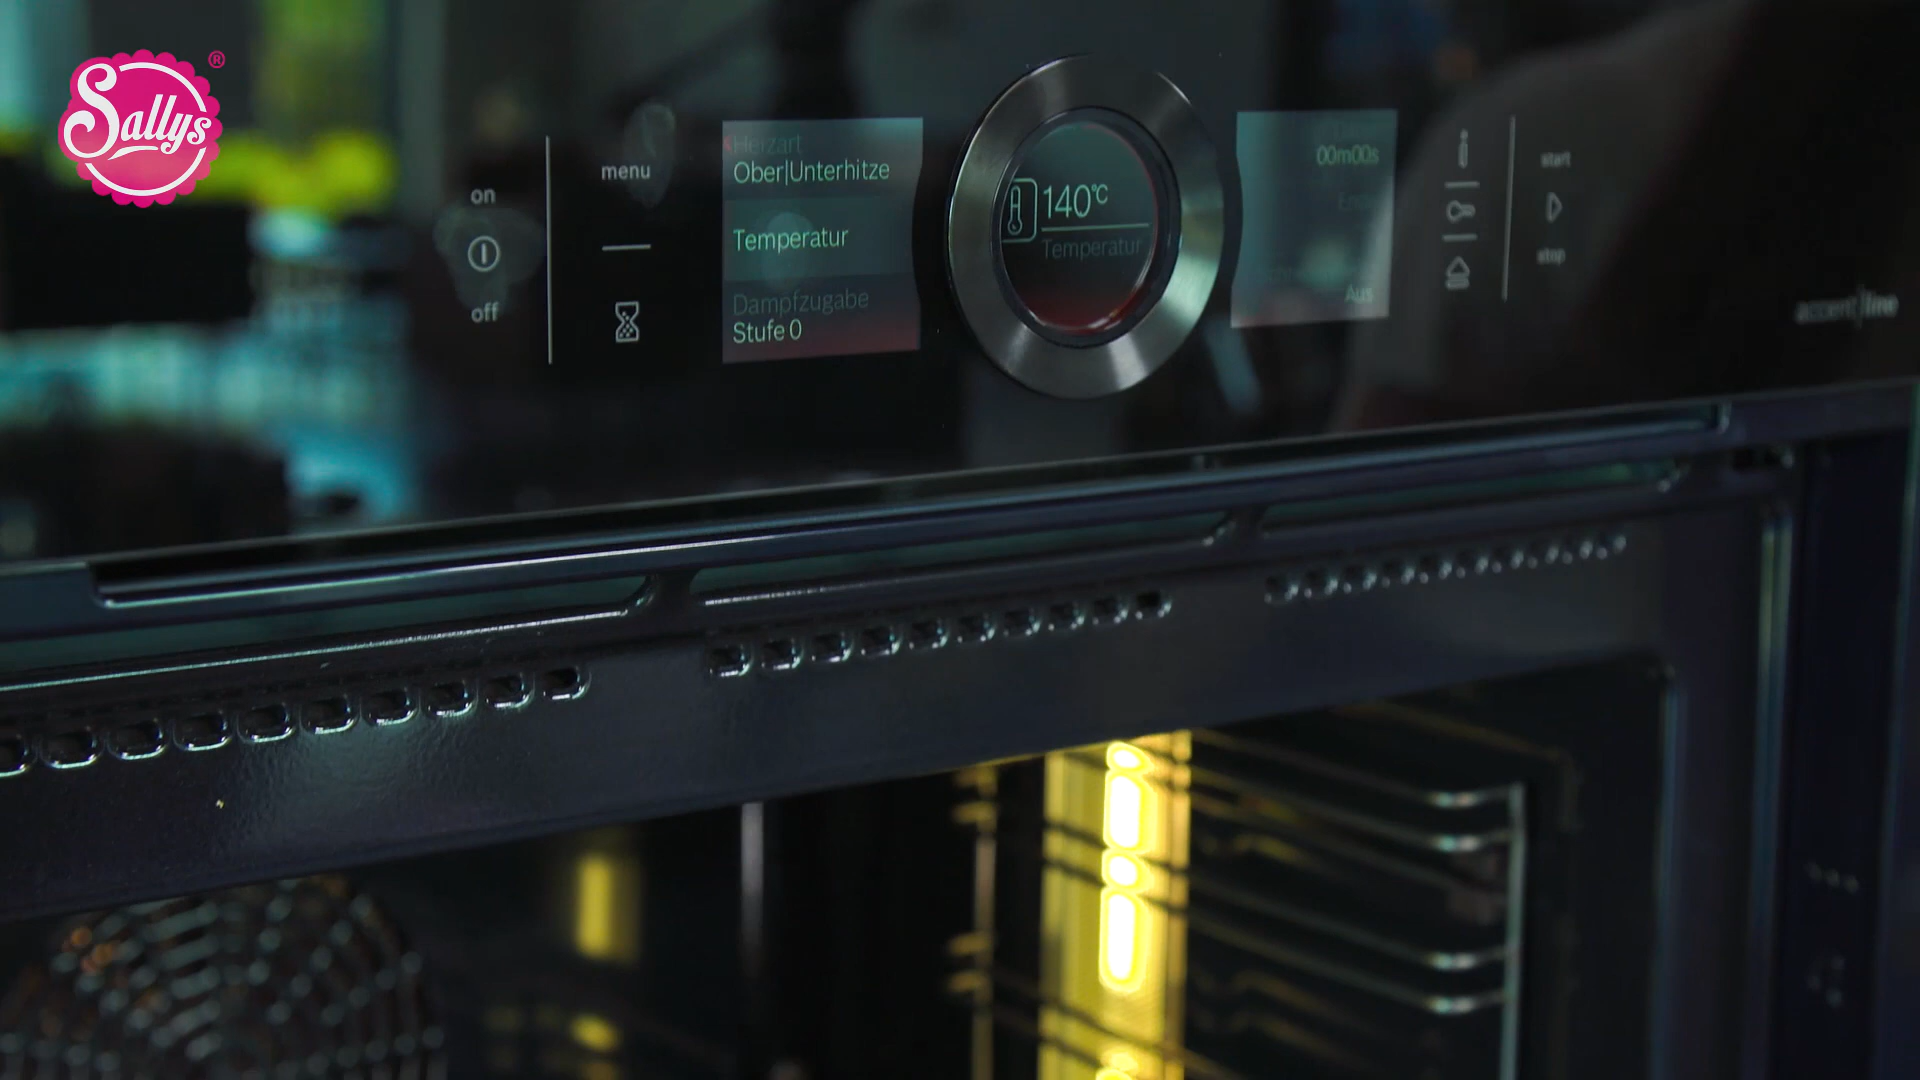 Sallys
®
on
off
menu
Heizart
Ober|Unterhitze
Temperatur
Dampfzugabe
Stufe 0
140°C
Temperatur
00m00s
Aus
start
stop
accent|line